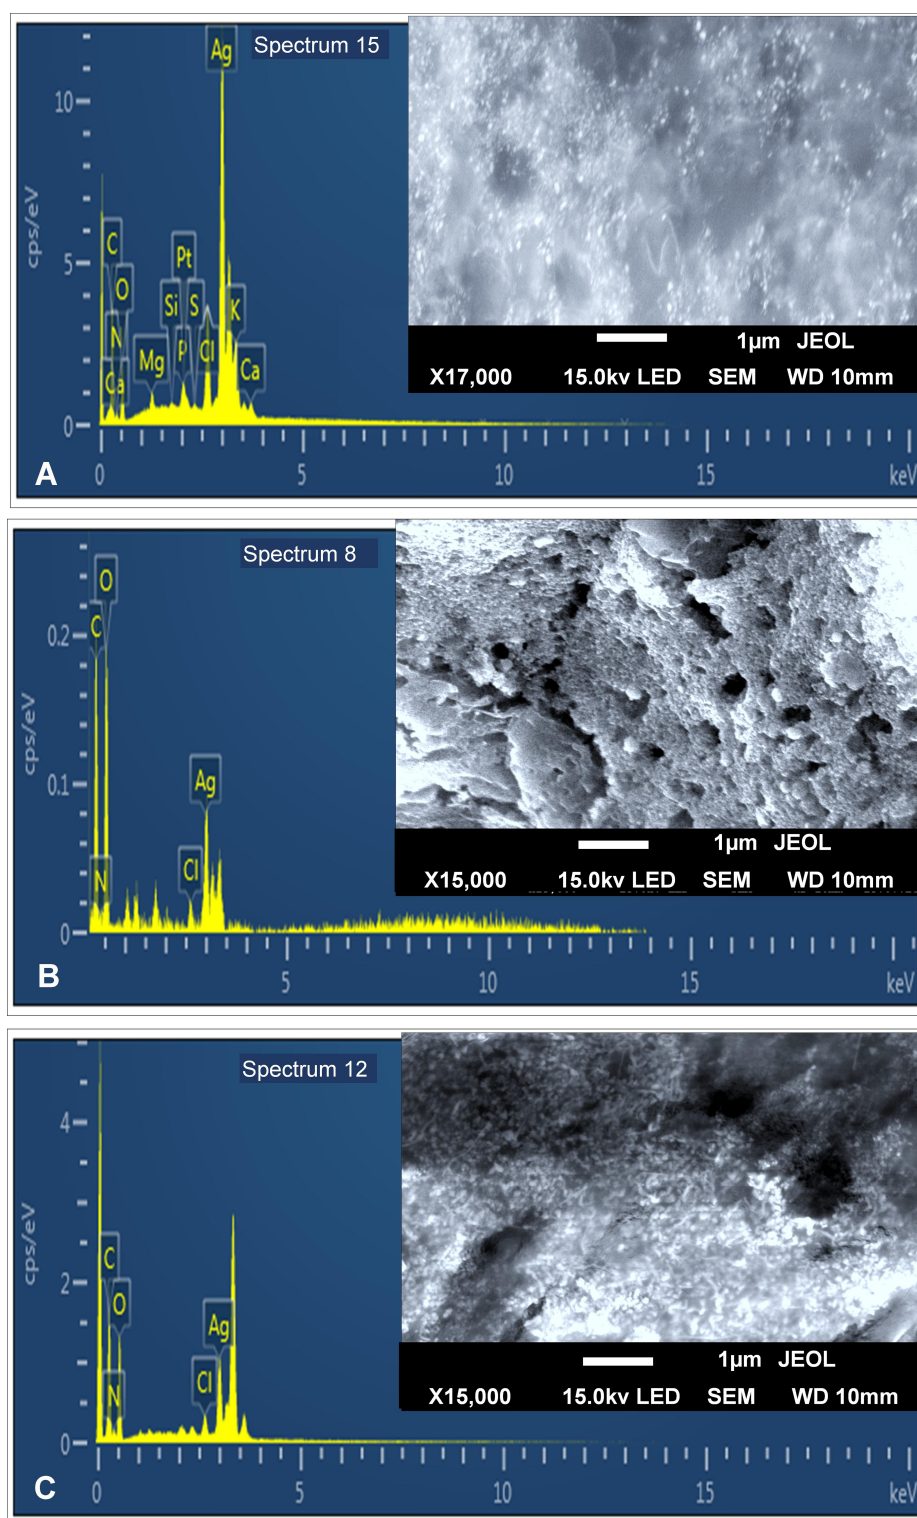 Spectrum 15
Ag
10
cps/eV
C
Pt
5
O
Si
S
K
N
Mg
P
Cl
Ca
Ca
0
0
5
10
15
keV
A
1µm JEOL
X17,000 15.0kv LED SEM WD 10mm
Spectrum 8
O
C
0.2
cps/eV
Ag
0.1
Cl
N
0
5
10
15
keV
B
1µm JEOL
X15,000 15.0kv LED SEM WD 10mm
Spectrum 12
4
cps/eV
C
2
O
Ag
Cl
N
0
0
5
10
15
keV
C
1µm JEOL
X15,000 15.0kv LED SEM WD 10mm